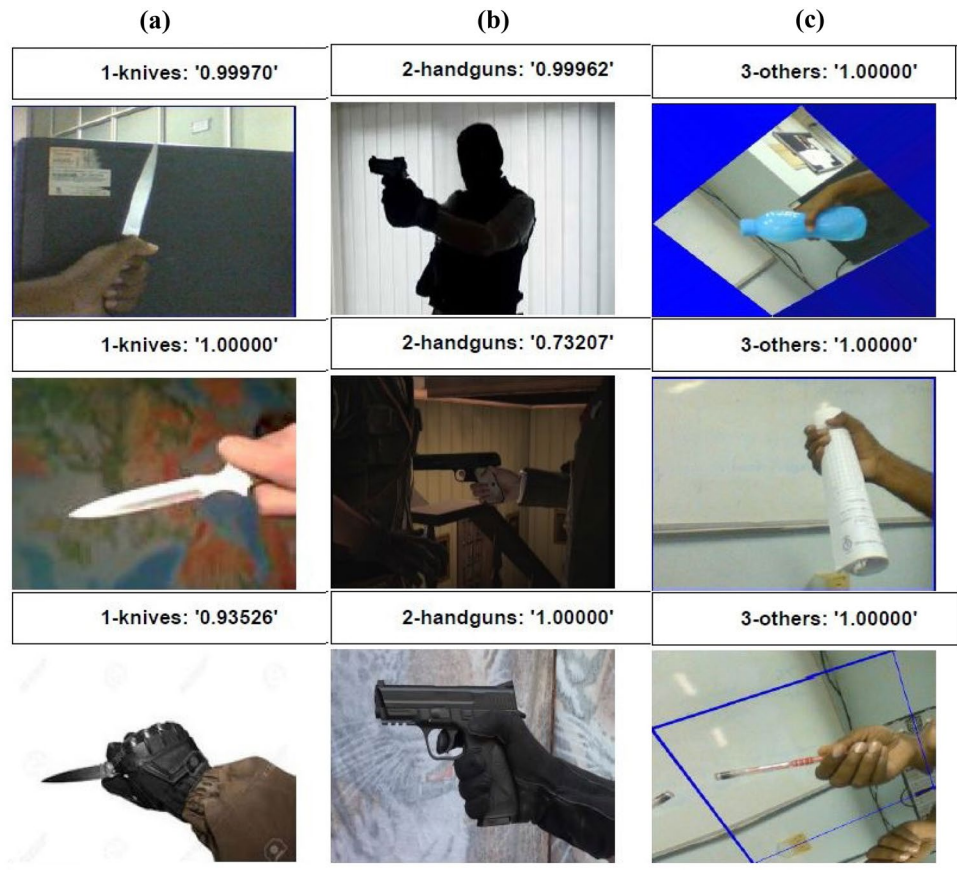 (a) (b) (c)
1-knives: '0.99970' 2-handguns: '0.99962' 3-others: '1.00000'
1-knives: '1.00000' 2-handguns: '0.73207' 3-others: '1.00000'
1-knives: '0.93526' 2-handguns: '1.00000' 3-others: '1.00000'